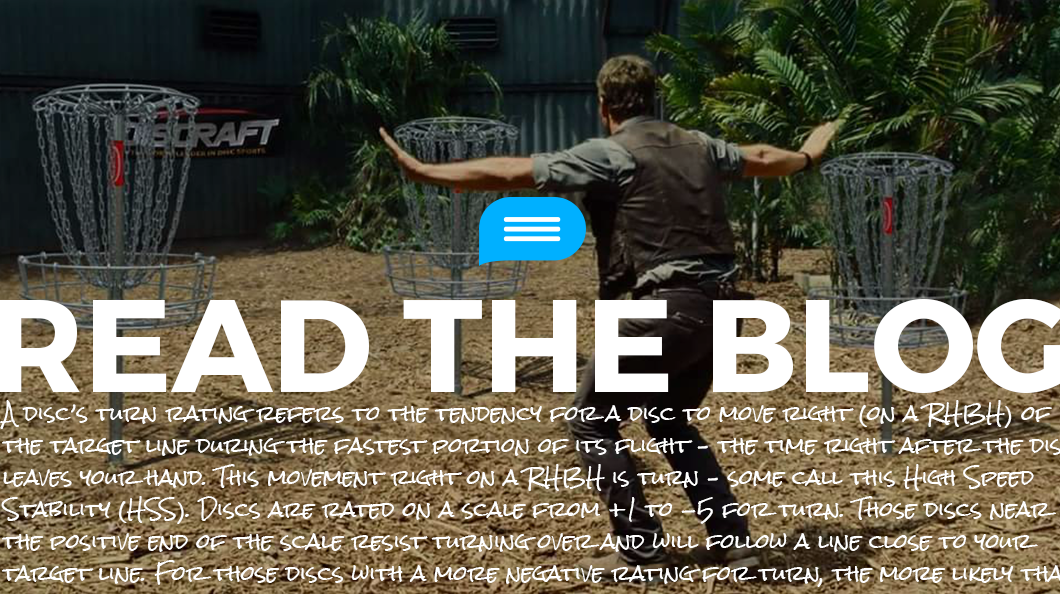 DISCRAFT
READ THE BLOG
A disc's turn rating refers to the tendency for a disc to move right (on a RHBH) of
the target line during the fastest portion of its flight – the time right after the dis
leaves your hand. This movement right on a RHBH is turn – some call this High Speed
Stability (HSS). Discs are rated on a scale from +1 to -5 for turn. Those discs near
the positive end of the scale resist turning over and will follow a line close to your
target line. For those discs with a more negative rating for turn, the more likely tha